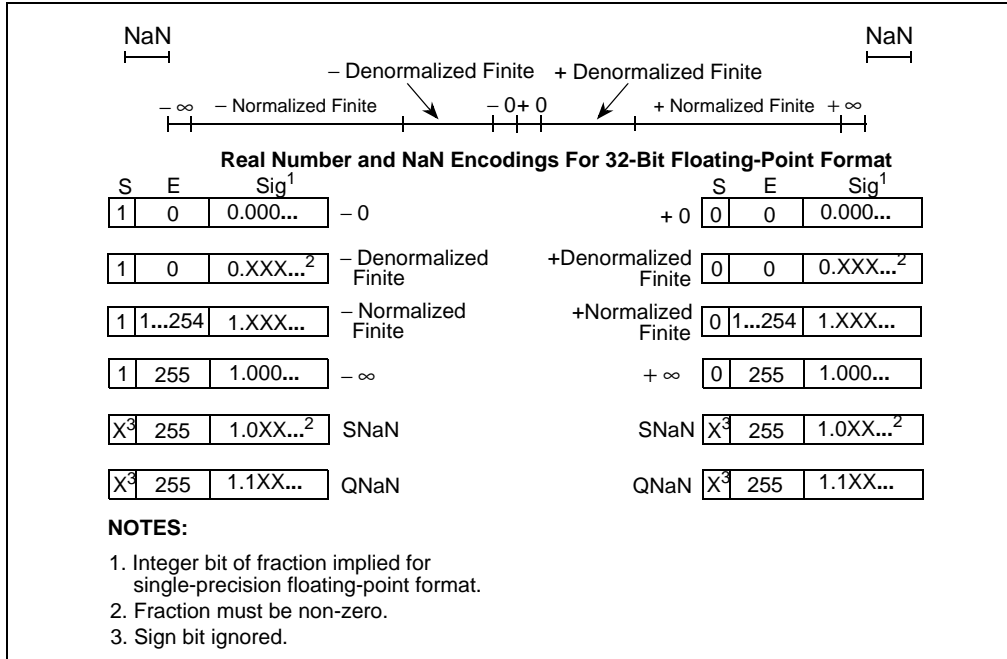 NaN NaN
− Denormalized Finite + Denormalized Finite
− ∞ − Normalized Finite − 0 + 0 + Normalized Finite + ∞
Real Number and NaN Encodings For 32-Bit Floating-Point Format
S E Sig1 S E Sig1
1 0 0.000... − 0 + 0 0 0 0.000...
1 0 0.XXX...2 − Denormalized Finite +Denormalized Finite 0 0 0.XXX...2
1 1...254 1.XXX... − Normalized Finite +Normalized Finite 0 1...254 1.XXX...
1 255 1.000... − ∞ + ∞ 0 255 1.000...
X3 255 1.0XX...2 SNaN SNaN X3 255 1.0XX...2
X3 255 1.1XX... QNaN QNaN X3 255 1.1XX...
NOTES:
1. Integer bit of fraction implied for
single-precision floating-point format.
2. Fraction must be non-zero.
3. Sign bit ignored.